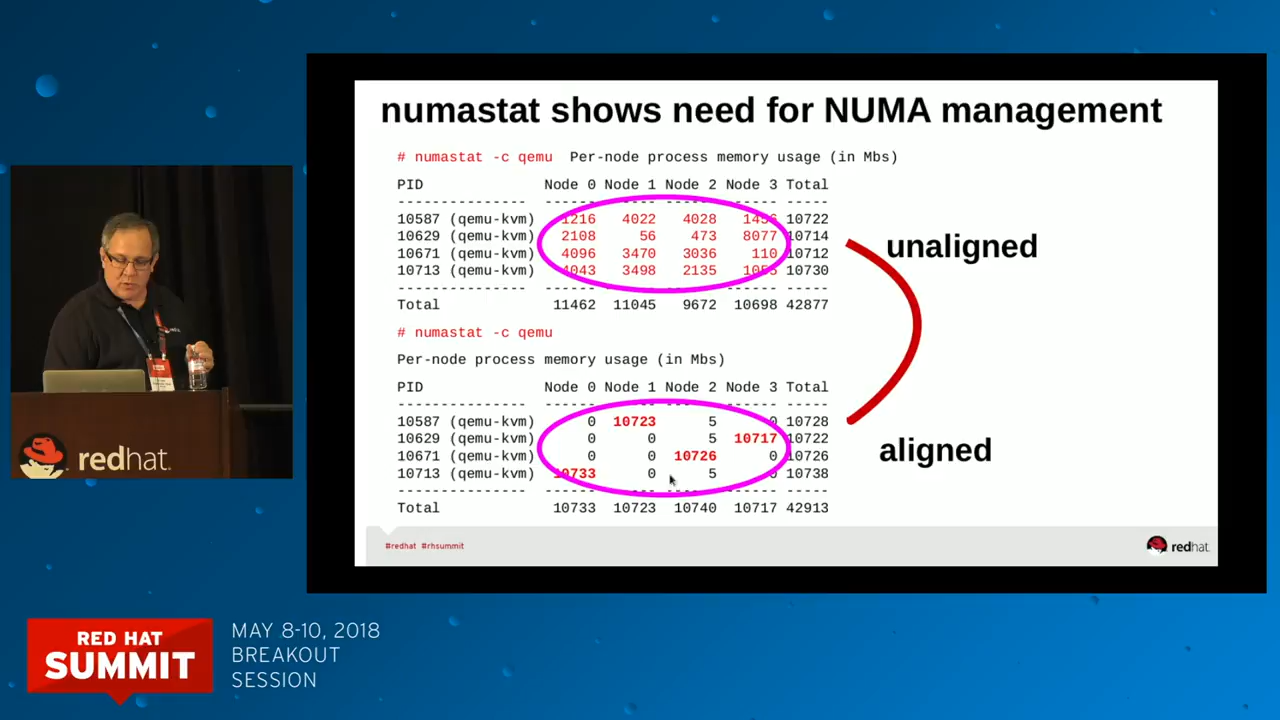 numastat shows need for NUMA management
# numastat -c qemu  Per-node process memory usage (in Mbs)
PID Node 0 Node 1 Node 2 Node 3 Total
--------------- ------ ------ ------ ------ -----
10587 (qemu-kvm) 1216 4022 4028 1456 10722
10629 (qemu-kvm) 2108 56 473 8077 10714
10671 (qemu-kvm) 4096 3470 3036 110 10712
10713 (qemu-kvm) 4043 3498 2135 1055 10730
--------------- ------ ------ ------ ------ -----
Total 11462 11045 9672 10698 42877
unaligned
# numastat -c qemu
Per-node process memory usage (in Mbs)
PID Node 0 Node 1 Node 2 Node 3 Total
--------------- ------ ------ ------ ------ -----
10587 (qemu-kvm) 0 10723 5 0 10728
10629 (qemu-kvm) 0 0 5 10717 10722
10671 (qemu-kvm) 0 0 10726 0 10726
10713 (qemu-kvm) 10733 0 5 0 10738
--------------- ------ ------ ------ ------ -----
Total 10733 10723 10740 10717 42913
aligned
#redhat #rhsummit
redhat.
redhat.
RED HAT
SUMMIT
MAY 8-10, 2018
BREAKOUT
SESSION